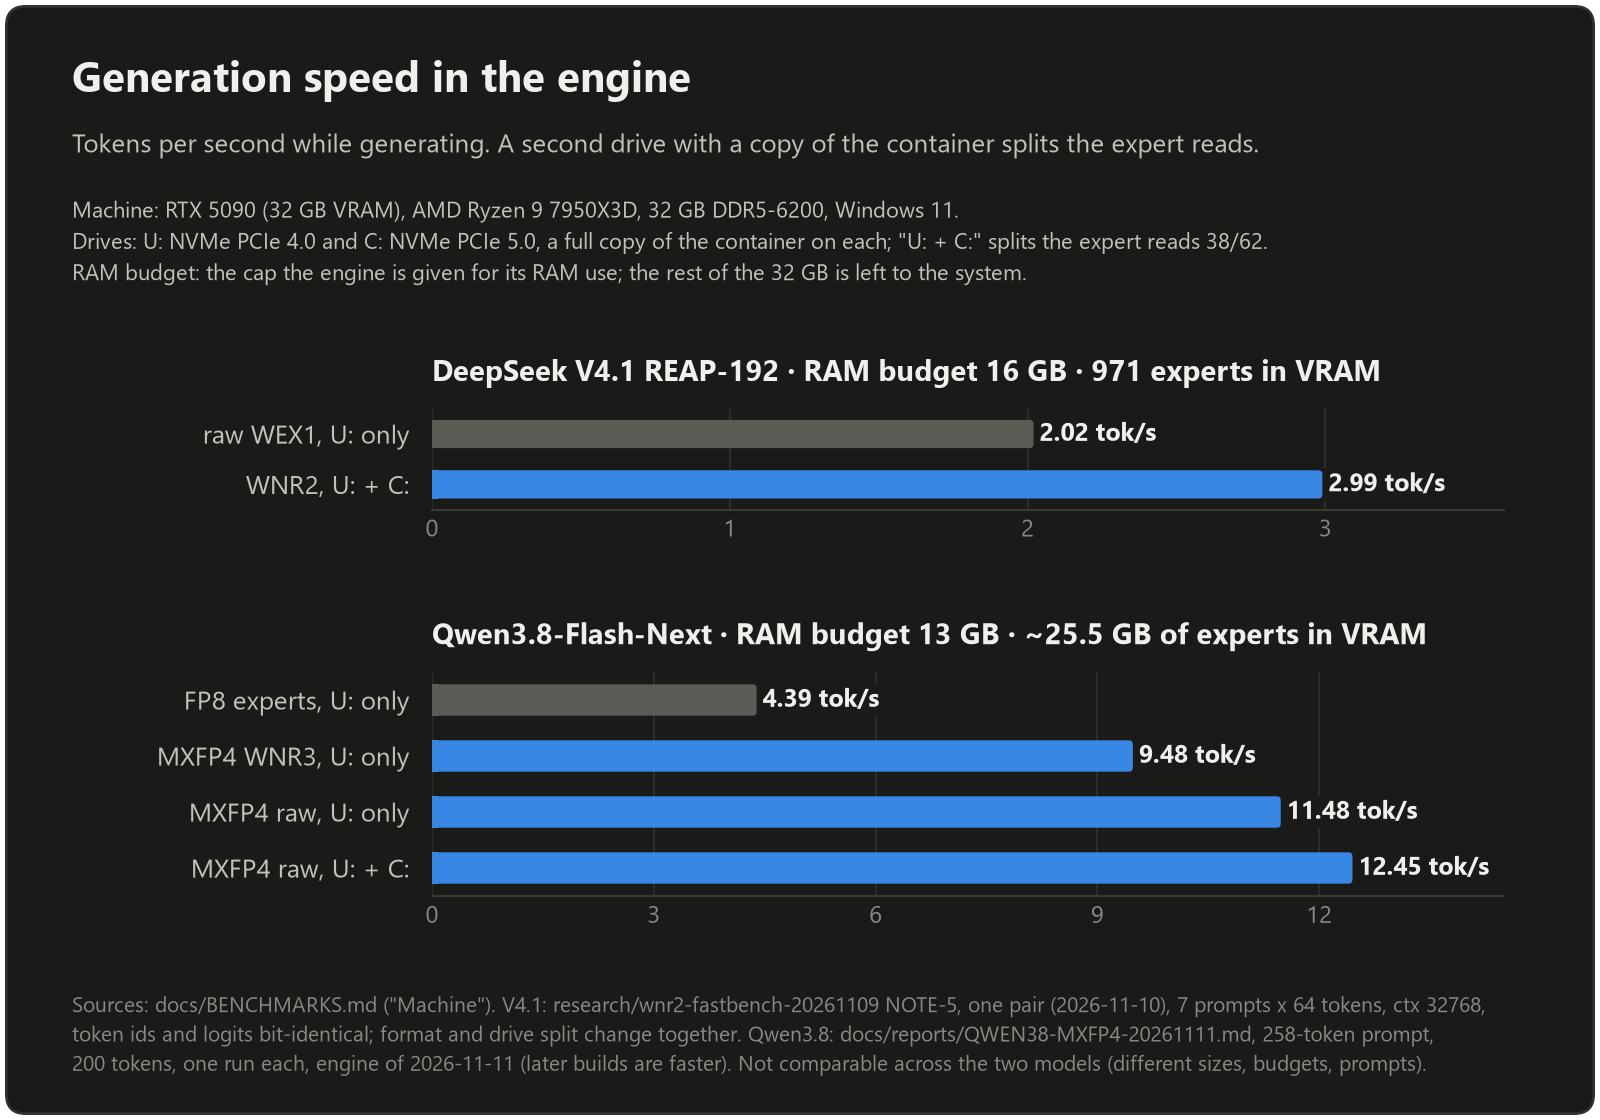 Generation speed in the engine
Tokens per second while generating. A second drive with a copy of the container splits the expert reads.
Machine: RTX 5090 (32 GB VRAM), AMD Ryzen 9 7950X3D, 32 GB DDR5-6200, Windows 11.
Drives: U: NVMe PCIe 4.0 and C: NVMe PCIe 5.0, a full copy of the container on each; "U: + C:" splits the expert reads 38/62.
RAM budget: the cap the engine is given for its RAM use; the rest of the 32 GB is left to the system.
DeepSeek V4.1 REAP-192 · RAM budget 16 GB · 971 experts in VRAM
raw WEX1, U: only 2.02 tok/s
WNR2, U: + C: 2.99 tok/s
0 1 2 3
Qwen3.8-Flash-Next · RAM budget 13 GB · ~25.5 GB of experts in VRAM
FP8 experts, U: only 4.39 tok/s
MXFP4 WNR3, U: only 9.48 tok/s
MXFP4 raw, U: only 11.48 tok/s
MXFP4 raw, U: + C: 12.45 tok/s
0 3 6 9 12
Sources: docs/BENCHMARKS.md ("Machine"). V4.1: research/wnr2-fastbench-20261109 NOTE-5, one pair (2026-11-10), 7 prompts x 64 tokens, ctx 32768,
token ids and logits bit-identical; format and drive split change together. Qwen3.8: docs/reports/QWEN38-MXFP4-20261111.md, 258-token prompt,
200 tokens, one run each, engine of 2026-11-11 (later builds are faster). Not comparable across the two models (different sizes, budgets, prompts).